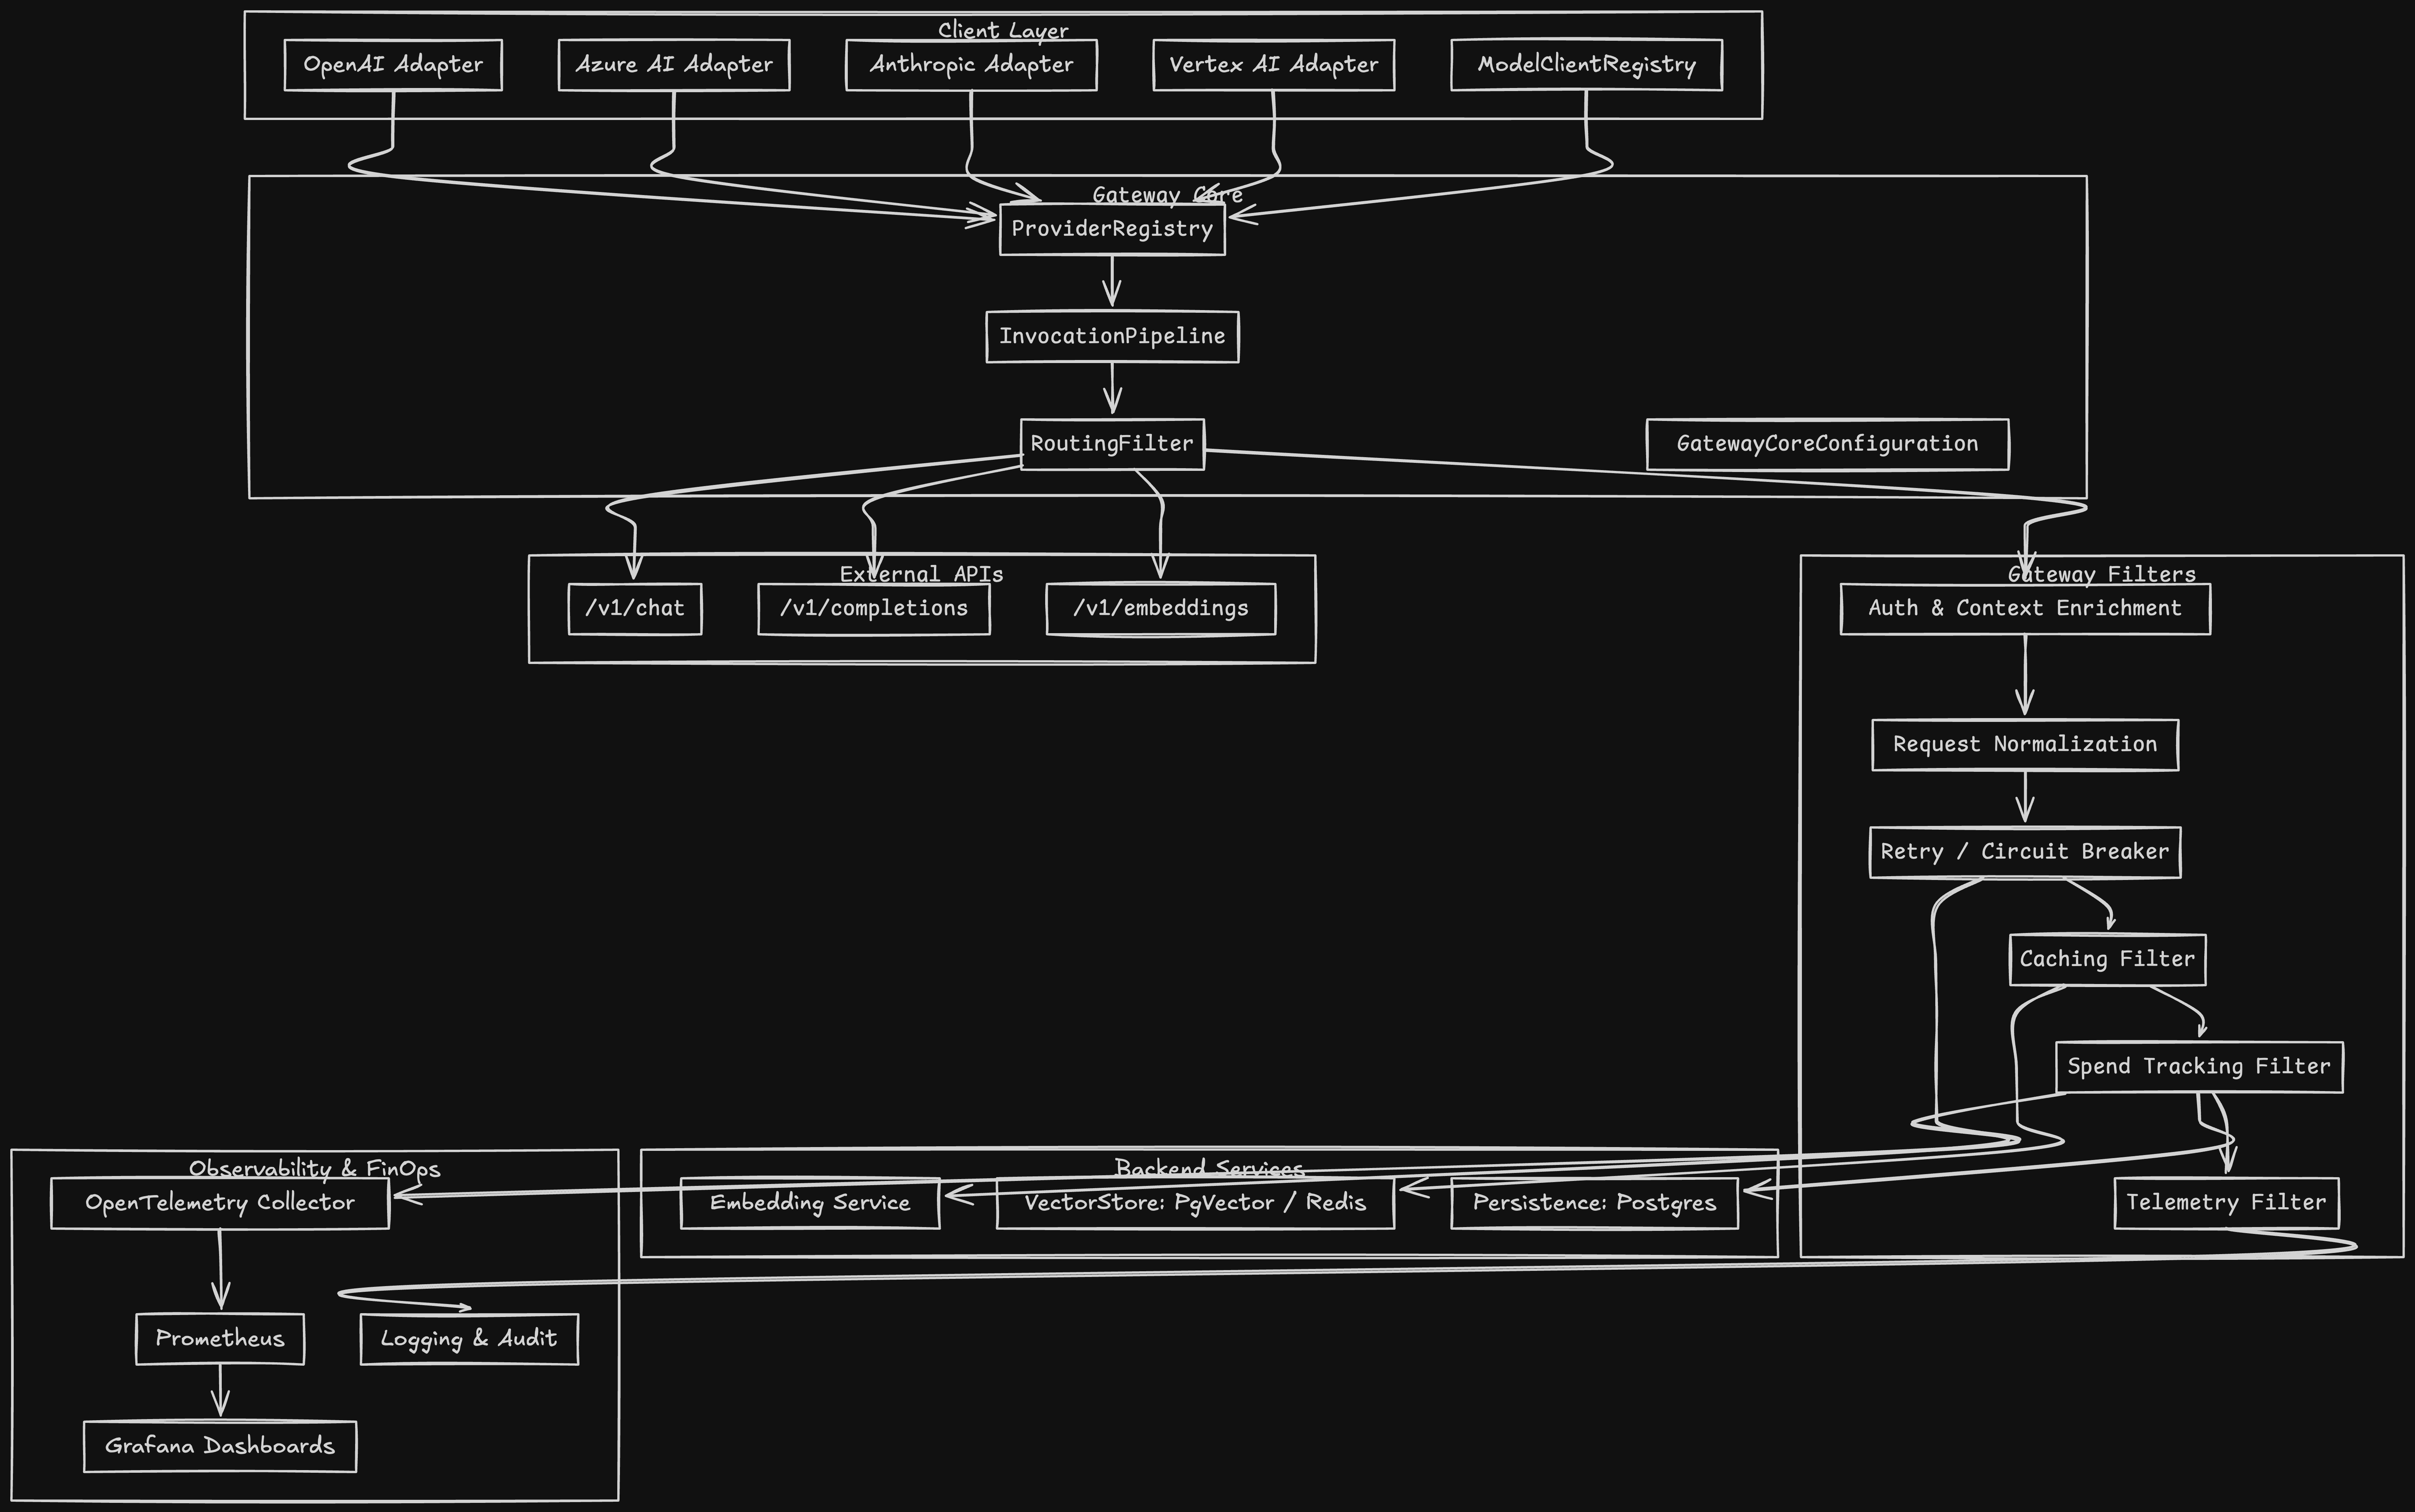 Client Layer
OpenAI Adapter
Azure AI Adapter
Anthropic Adapter
Vertex AI Adapter
ModelClientRegistry
Gateway Core
ProviderRegistry
InvocationPipeline
RoutingFilter
GatewayCoreConfiguration
External APIs
/v1/chat
/v1/completions
/v1/embeddings
Gateway Filters
Auth & Context Enrichment
Request Normalization
Retry / Circuit Breaker
Caching Filter
Spend Tracking Filter
Telemetry Filter
Backend Services
Embedding Service
VectorStore: PgVector / Redis
Persistence: Postgres
Observability & FinOps
OpenTelemetry Collector
Prometheus
Logging & Audit
Grafana Dashboards